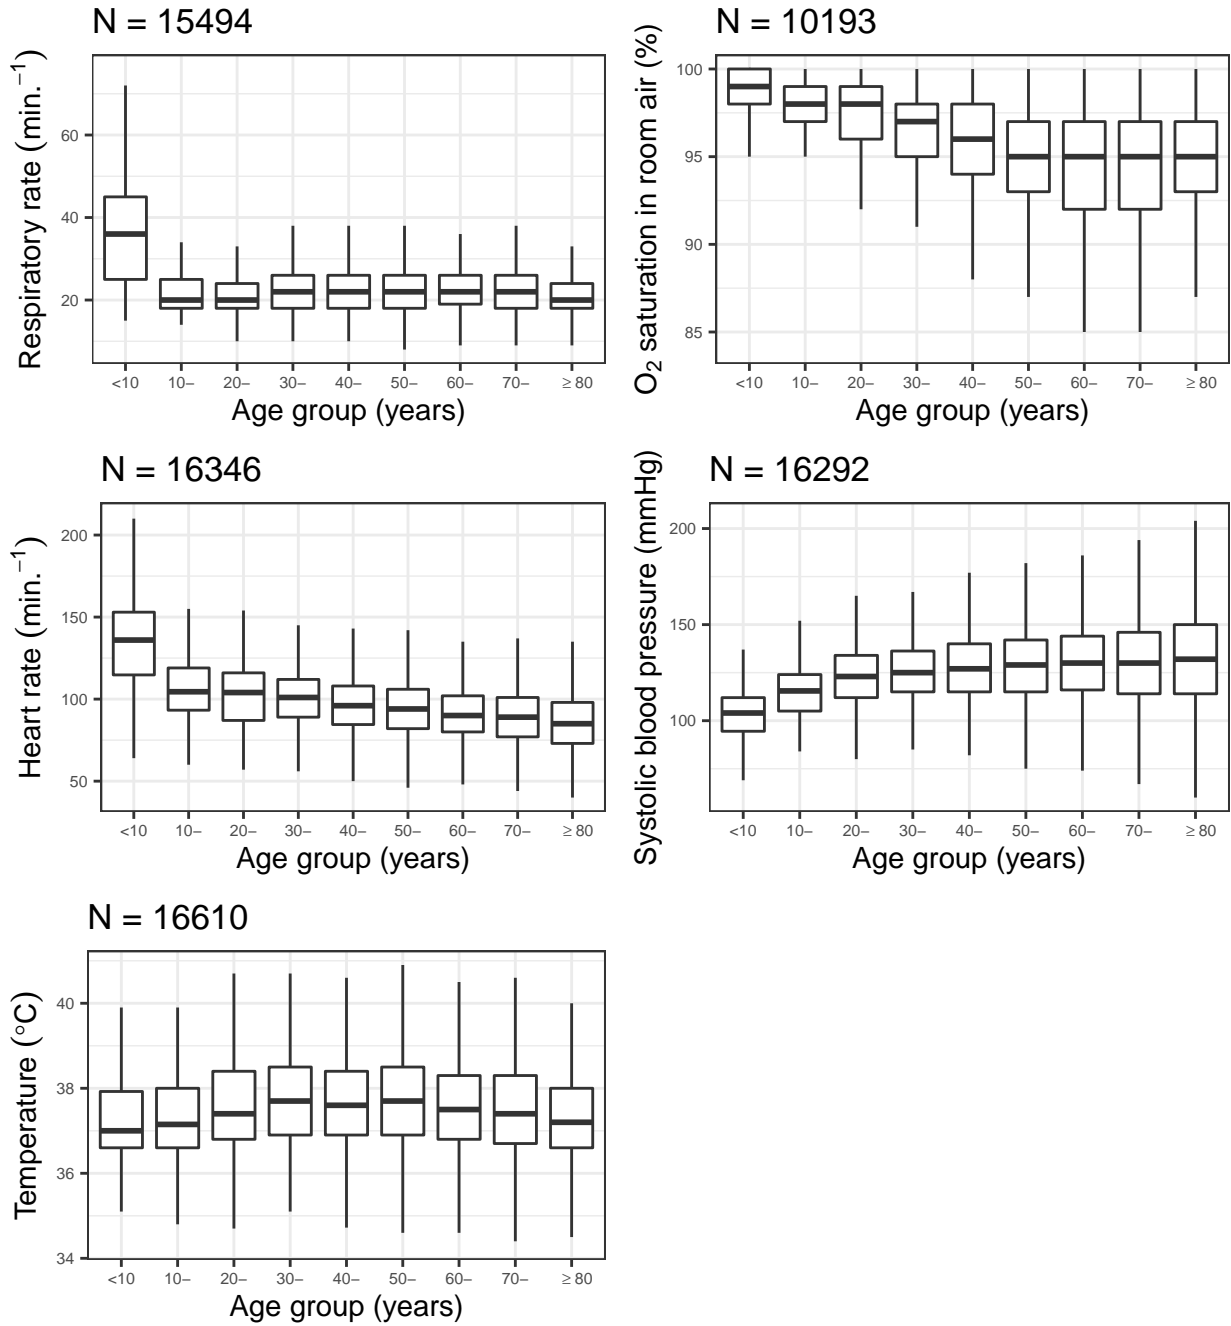 N = 15494
Respiratory rate (min.⁻¹)
60
40
20
<10 10– 20– 30– 40– 50– 60– 70– ≥ 80
Age group (years)
N = 10193
O₂ saturation in room air (%)
100
95
90
85
<10 10– 20– 30– 40– 50– 60– 70– ≥ 80
Age group (years)
N = 16346
Heart rate (min.⁻¹)
200
150
100
50
<10 10– 20– 30– 40– 50– 60– 70– ≥ 80
Age group (years)
N = 16292
Systolic blood pressure (mmHg)
200
150
100
<10 10– 20– 30– 40– 50– 60– 70– ≥ 80
Age group (years)
N = 16610
Temperature (°C)
40
38
36
34
<10 10– 20– 30– 40– 50– 60– 70– ≥ 80
Age group (years)